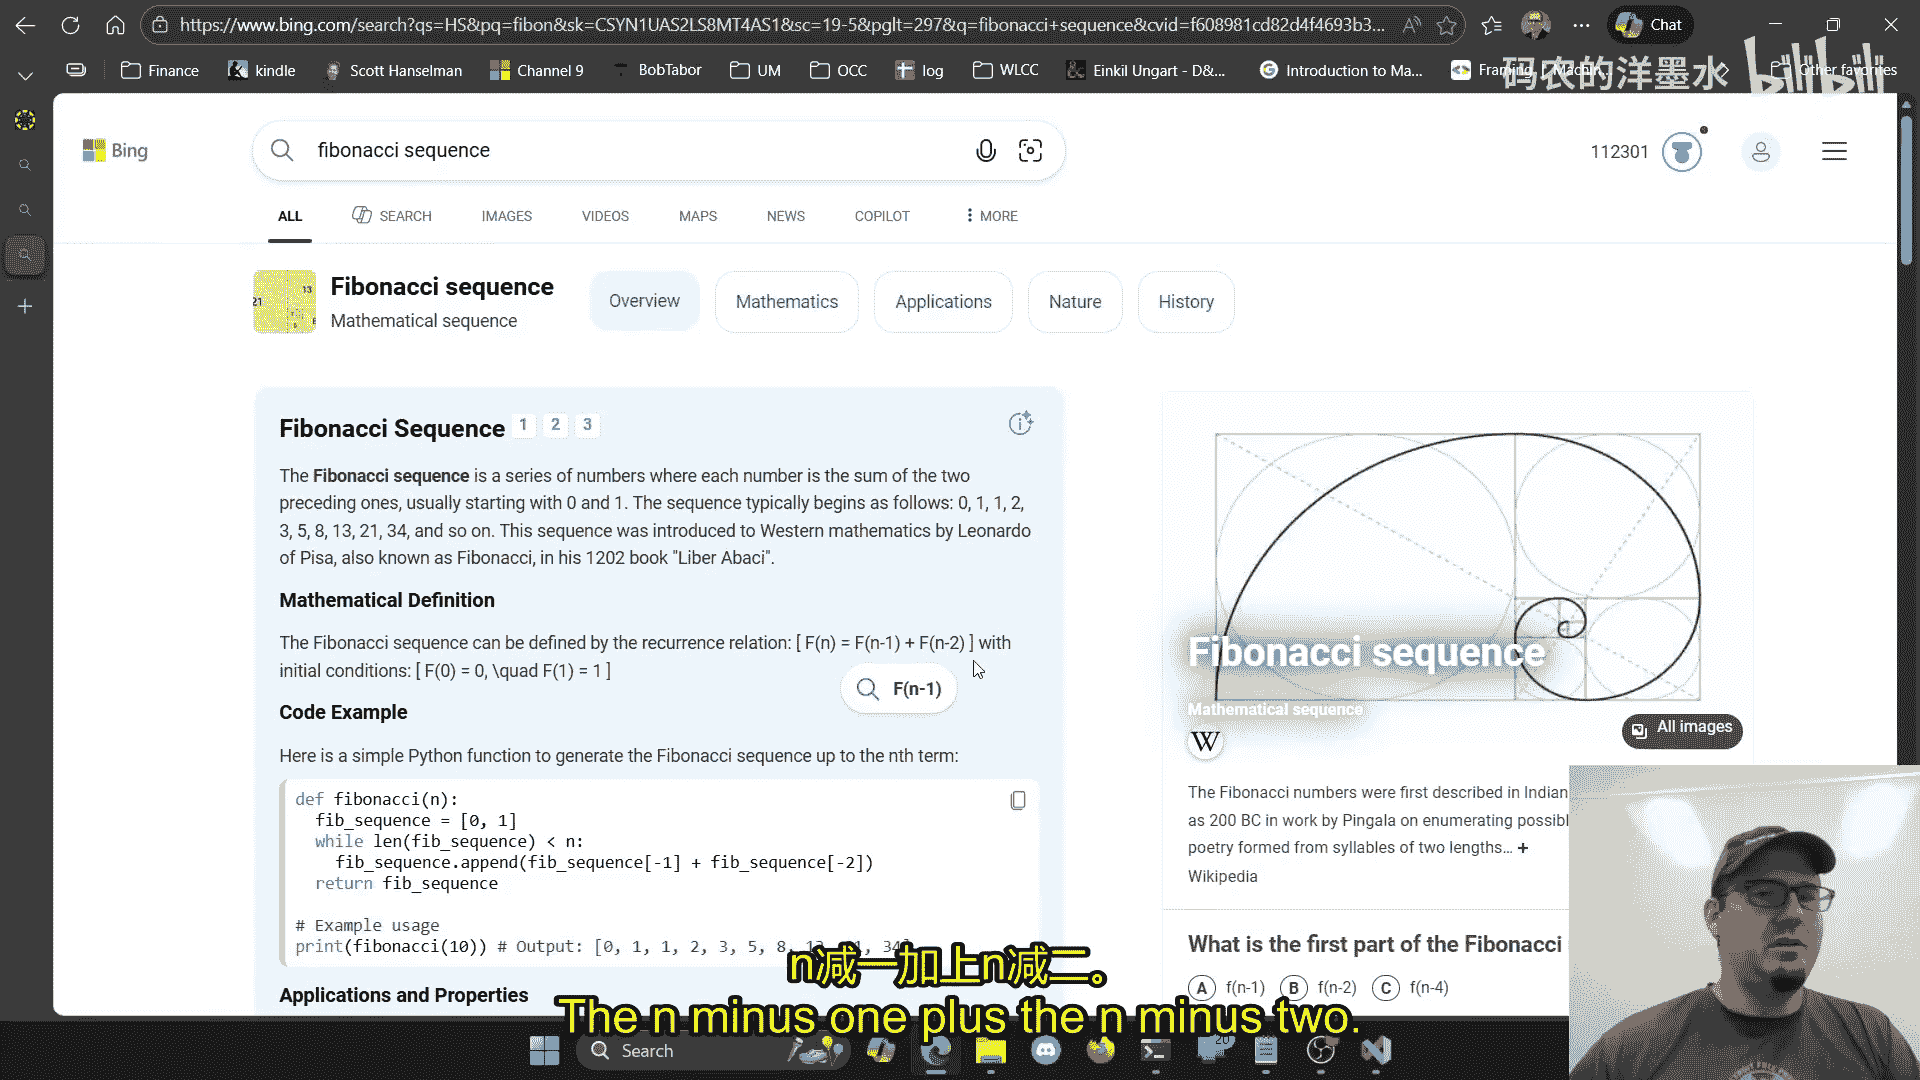 https://www.bing.com/search?qs=HS&pq=fibon&sk=CSYN1UAS2LS8MT4AS1&sc=19-5&pglt=297&q=fibonacci+sequence&cvid=f608981cd82d4f4693b3...
Chat
Finance
kindle
Scott Hanselman
Channel 9
BobTabor
UM
OCC
log
WLCC
Einkil Ungart - D&...
Introduction to Ma...
Other favorites
码农的洋墨水
bilibili
Bing
fibonacci sequence
112301
ALL
SEARCH
IMAGES
VIDEOS
MAPS
NEWS
COPILOT
MORE
21
13
Fibonacci sequence
Mathematical sequence
Overview
Mathematics
Applications
Nature
History
Fibonacci Sequence 1 2 3
The Fibonacci sequence is a series of numbers where each number is the sum of the two
preceding ones, usually starting with 0 and 1. The sequence typically begins as follows: 0, 1, 1, 2,
3, 5, 8, 13, 21, 34, and so on. This sequence was introduced to Western mathematics by Leonardo
of Pisa, also known as Fibonacci, in his 1202 book "Liber Abaci".
Mathematical Definition
The Fibonacci sequence can be defined by the recurrence relation: [ F(n) = F(n-1) + F(n-2) ] with
initial conditions: [ F(0) = 0, \quad F(1) = 1 ]
F(n-1)
Code Example
Here is a simple Python function to generate the Fibonacci sequence up to the nth term:
def fibonacci(n):
fib_sequence = [0, 1]
while len(fib_sequence) < n:
fib_sequence.append(fib_sequence[-1] + fib_sequence[-2])
return fib_sequence
# Example usage
print(fibonacci(10)) # Output: [0, 1, 1, 2, 3, 5, 8,
Applications and Properties
Fibonacci sequence
Mathematical sequence
W
All images
The Fibonacci numbers were first described in Indian
as 200 BC in work by Pingala on enumerating possibl
poetry formed from syllables of two lengths... +
Wikipedia
What is the first part of the Fibonacci
A f(n-1) B f(n-2) C f(n-4)
n减一加上n减二。
The n minus one plus the n minus two.
Search
20